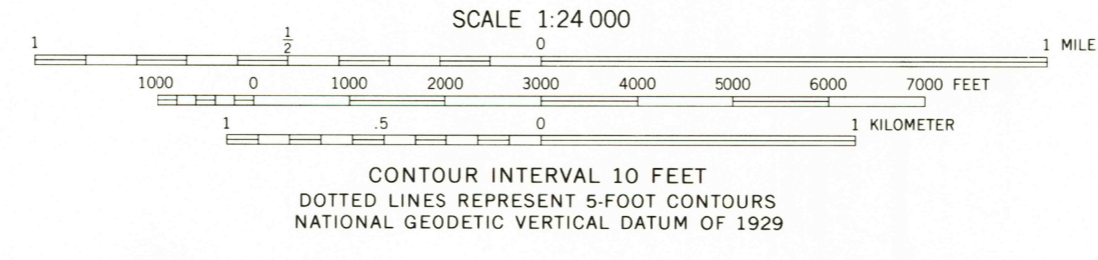 SCALE 1:24 000
1 1/2 0 1 MILE
1000 0 1000 2000 3000 4000 5000 6000 7000 FEET
1 .5 0 1 KILOMETER
CONTOUR INTERVAL 10 FEET
DOTTED LINES REPRESENT 5-FOOT CONTOURS
NATIONAL GEODETIC VERTICAL DATUM OF 1929